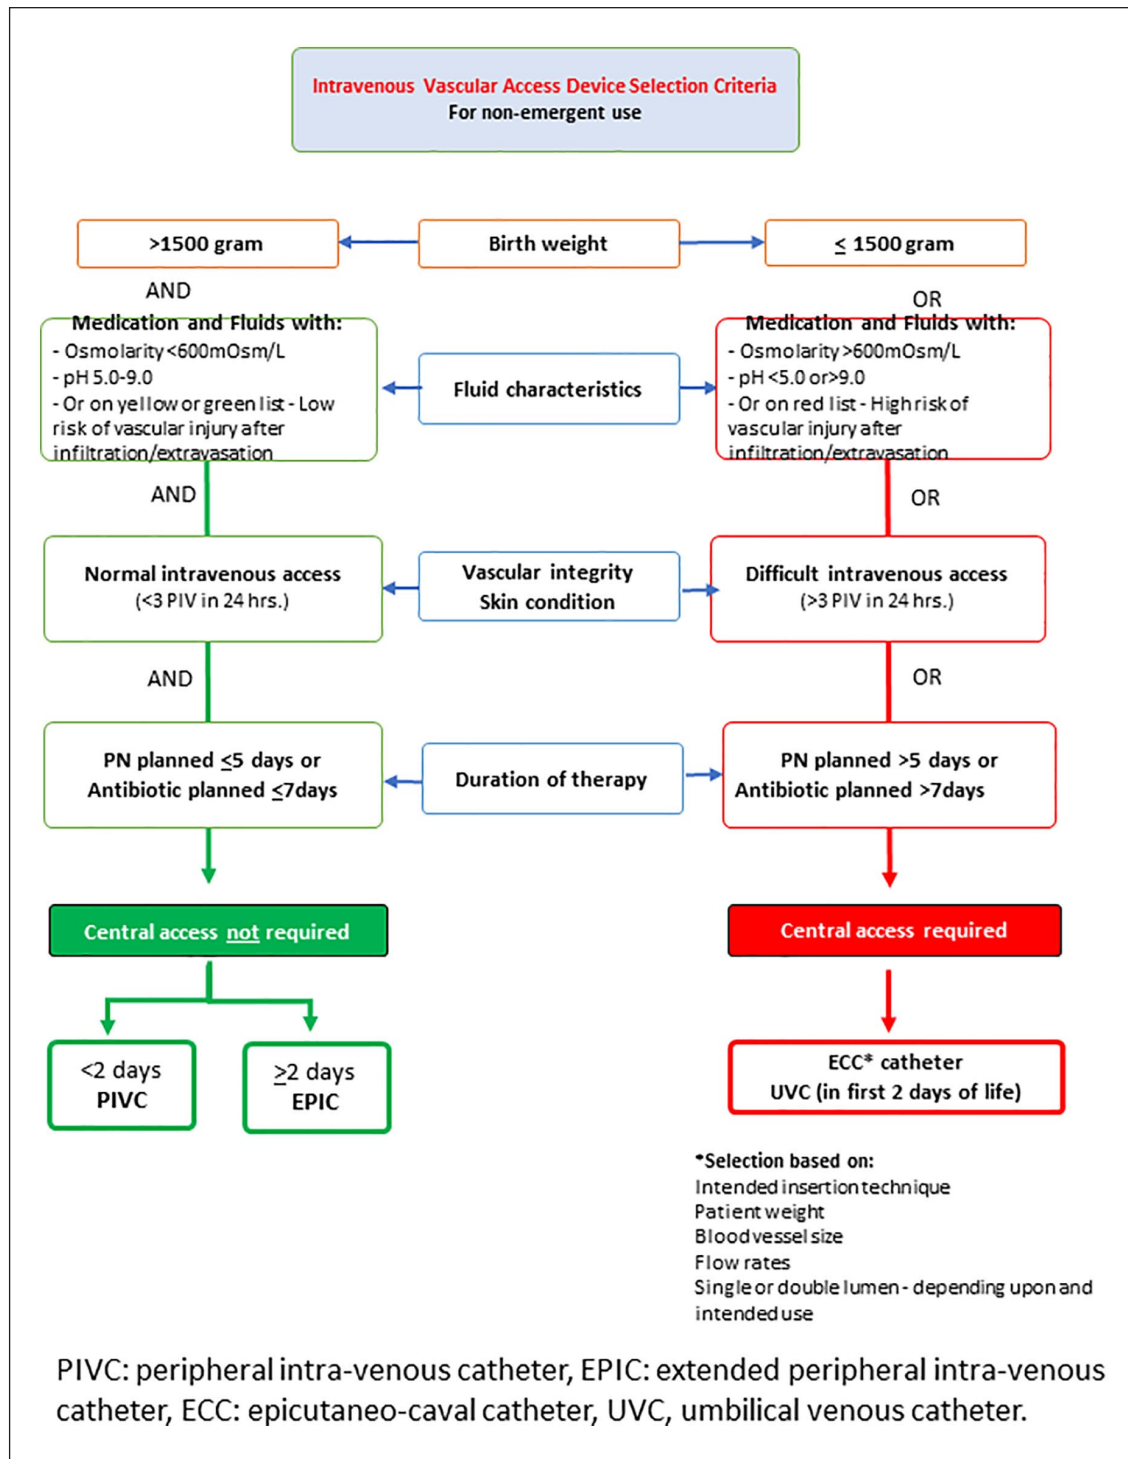 Intravenous Vascular Access Device Selection Criteria
For non-emergent use
>1500 gram
Birth weight
≤ 1500 gram
AND
OR
Medication and Fluids with:
- Osmolarity <600mOsm/L
- pH 5.0-9.0
- Or on yellow or green list - Low
risk of vascular injury after
infiltration/extravasation
Fluid characteristics
Medication and Fluids with:
- Osmolarity >600mOsm/L
- pH <5.0 or>9.0
- Or on red list - High risk of
vascular injury after
infiltration/extravasation
AND
OR
Normal intravenous access
(<3 PIV in 24 hrs.)
Vascular integrity
Skin condition
Difficult intravenous access
(>3 PIV in 24 hrs.)
AND
OR
PN planned ≤5 days or
Antibiotic planned ≤7days
Duration of therapy
PN planned >5 days or
Antibiotic planned >7days
Central access not required
Central access required
<2 days
PIVC
≥2 days
EPIC
ECC* catheter
UVC (in first 2 days of life)
*Selection based on:
Intended insertion technique
Patient weight
Blood vessel size
Flow rates
Single or double lumen - depending upon and
intended use
PIVC: peripheral intra-venous catheter, EPIC: extended peripheral intra-venous
catheter, ECC: epicutaneo-caval catheter, UVC, umbilical venous catheter.